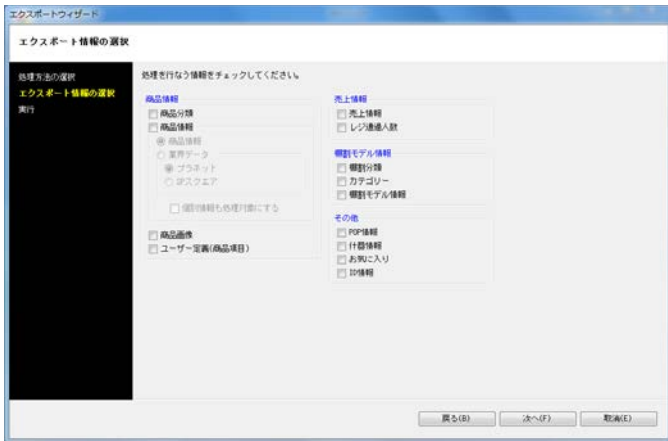 エクスポートウィザード
エクスポート情報の選択
処理方法の選択
エクスポート情報の選択
実行
処理を行なう情報をチェックしてください。
商品情報
商品分類
商品情報
商品情報
業界データ
プラネット
JPスクエア
個別情報も処理対象にする
商品画像
ユーザー定義(商品項目)
売上情報
売上情報
レジ通過人数
棚割モデル情報
棚割分類
カテゴリー
棚割モデル情報
その他
POP情報
什器情報
お気に入り
ID情報
戻る(B)
次へ(F)
取消(E)